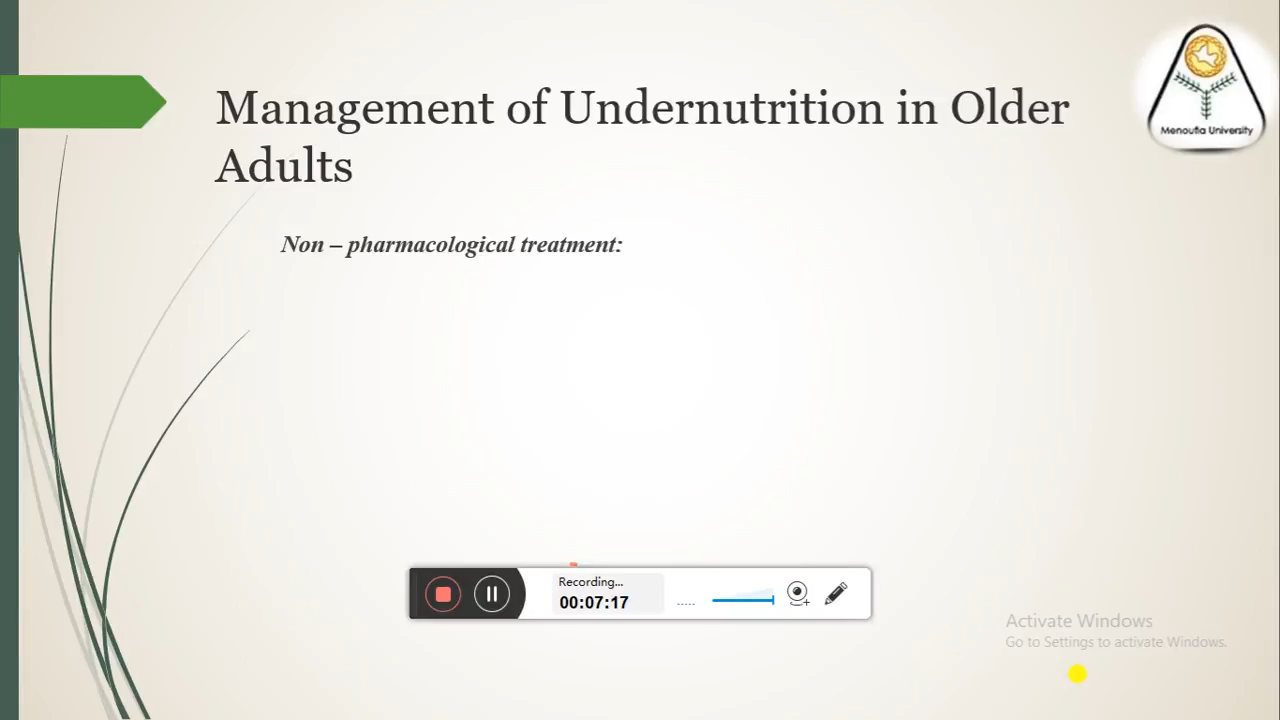 Management of Undernutrition in Older
Adults
Menoufia University
Non – pharmacological treatment:
Recording...
00:07:17
Activate Windows
Go to Settings to activate Windows.